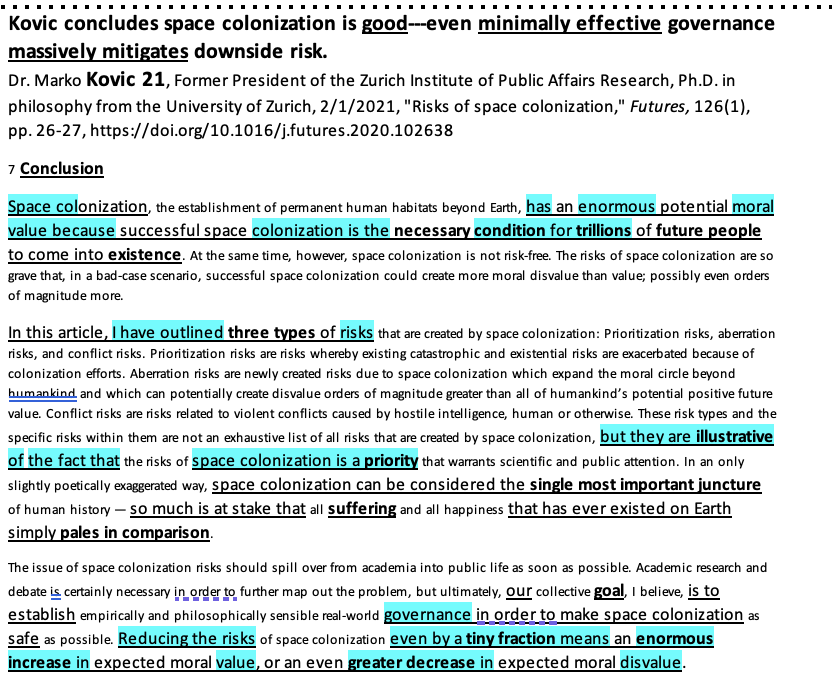 Kovic concludes space colonization is good---even minimally effective governance
massively mitigates downside risk.
Dr. Marko Kovic 21, Former President of the Zurich Institute of Public Affairs Research, Ph.D. in
philosophy from the University of Zurich, 2/1/2021, "Risks of space colonization," Futures, 126(1),
pp. 26-27, https://doi.org/10.1016/j.futures.2020.102638
7 Conclusion
Space colonization, the establishment of permanent human habitats beyond Earth, has an enormous potential moral
value because successful space colonization is the necessary condition for trillions of future people
to come into existence. At the same time, however, space colonization is not risk-free. The risks of space colonization are so
grave that, in a bad-case scenario, successful space colonization could create more moral disvalue than value; possibly even orders
of magnitude more.
In this article, I have outlined three types of risks that are created by space colonization: Prioritization risks, aberration
risks, and conflict risks. Prioritization risks are risks whereby existing catastrophic and existential risks are exacerbated because of
colonization efforts. Aberration risks are newly created risks due to space colonization which expand the moral circle beyond
humankind and which can potentially create disvalue orders of magnitude greater than all of humankind's potential positive future
value. Conflict risks are risks related to violent conflicts caused by hostile intelligence, human or otherwise. These risk types and the
specific risks within them are not an exhaustive list of all risks that are created by space colonization, but they are illustrative
of the fact that the risks of space colonization is a priority that warrants scientific and public attention. In an only
slightly poetically exaggerated way, space colonization can be considered the single most important juncture
of human history — so much is at stake that all suffering and all happiness that has ever existed on Earth
simply pales in comparison.
The issue of space colonization risks should spill over from academia into public life as soon as possible. Academic research and
debate is certainly necessary in order to further map out the problem, but ultimately, our collective goal, I believe, is to
establish empirically and philosophically sensible real-world governance in order to make space colonization as
safe as possible. Reducing the risks of space colonization even by a tiny fraction means an enormous
increase in expected moral value, or an even greater decrease in expected moral disvalue.